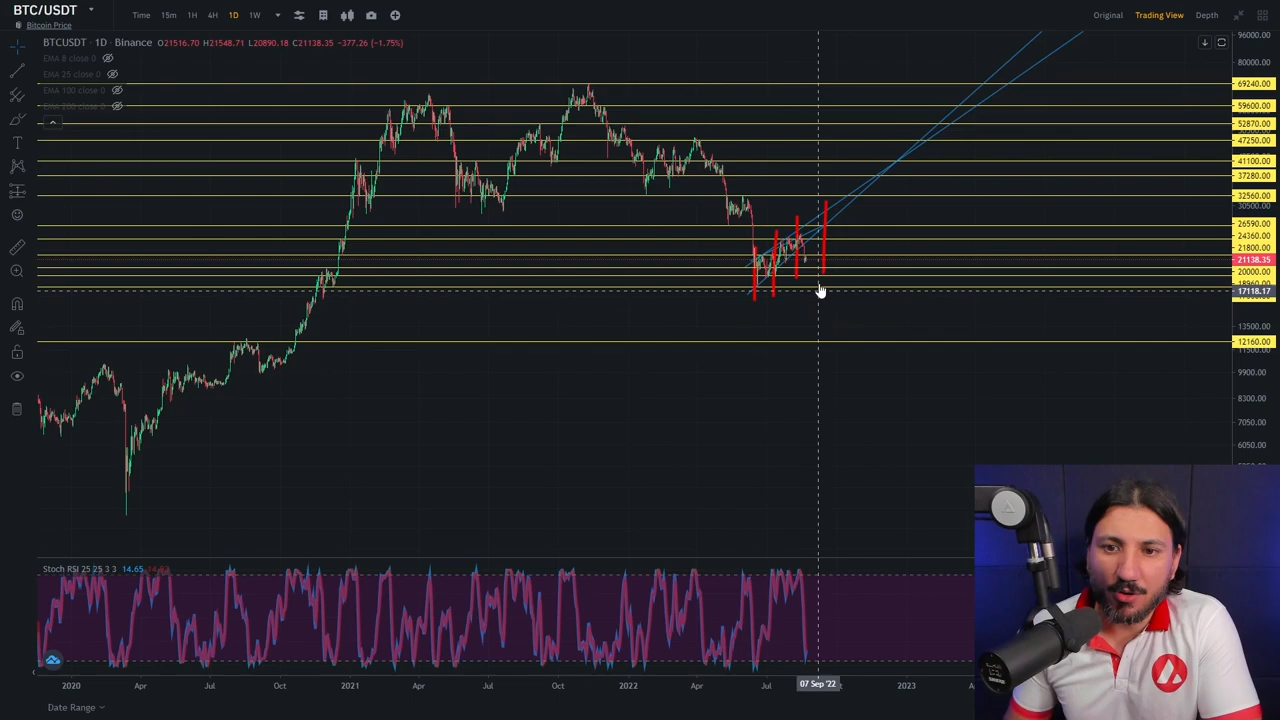 BTC/USDT
Bitcoin Price
Time 15m 1H 4H 1D 1W
Original Trading View Depth
BTCUSDT · 1D · Binance O21516.70 H21548.71 L20890.18 C21138.35 −377.26 (−1.75%)
EMA 8 close 0
EMA 25 close 0
EMA 100 close 0
EMA 200 close 0
96000.00
80000.00
69240.00
59600.00
52870.00
47250.00
41100.00
37280.00
32560.00
30500.00
26590.00
24360.00
21800.00
21138.35
20000.00
18960.00
17118.17
13500.00
12160.00
11500.00
9900.00
8300.00
7050.00
6050.00
Stoch RSI 25 25 3 3 14.65
2020 Apr Jul Oct 2021 Apr Jul Oct 2022 Apr Jul 07 Sep '22 2023
Date Range